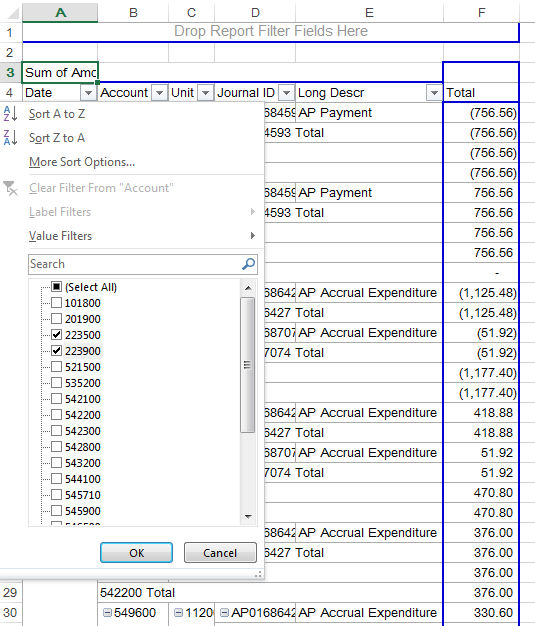 A B C D E F
1 Drop Report Filter Fields Here
2
3 Sum of Amo
4 Date Account Unit Journal ID Long Descr Total
Sort A to Z
Sort Z to A
More Sort Options...
Clear Filter From "Account"
Label Filters
Value Filters
Search
(Select All)
101800
201900
223500
223900
521500
535200
542100
542200
542300
542800
543200
544100
545710
545900
OK Cancel
68459 AP Payment (756.56)
4593 Total (756.56)
(756.56)
(756.56)
68459 AP Payment 756.56
4593 Total 756.56
756.56
756.56
-
68642 AP Accrual Expenditure (1,125.48)
6427 Total (1,125.48)
68707 AP Accrual Expenditure (51.92)
7074 Total (51.92)
(1,177.40)
(1,177.40)
68642 AP Accrual Expenditure 418.88
6427 Total 418.88
68707 AP Accrual Expenditure 51.92
7074 Total 51.92
470.80
470.80
68642 AP Accrual Expenditure 376.00
6427 Total 376.00
376.00
29 542200 Total 376.00
30 549600 1120 AP0168642 AP Accrual Expenditure 330.60